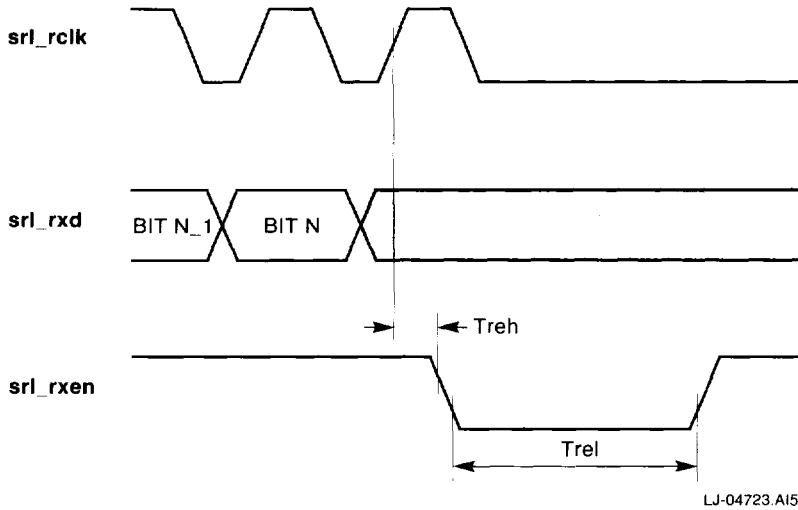 srl_rclk
srl_rxd
BIT N_1
BIT N
Treh
srl_rxen
Trel
LJ-04723.AI5